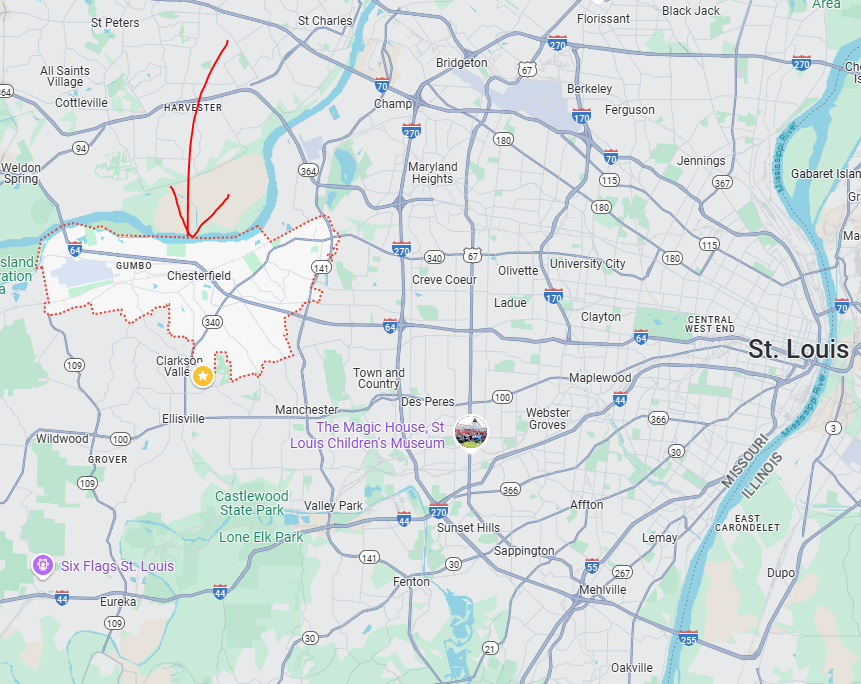 St Peters
St Charles
Florissant
Black Jack
Area
270
Bridgeton
67
270
All Saints
Village
64
Cottleville
HARVESTER
70
Champ
Berkeley
170
Ferguson
270
94
180
70
Weldon
Spring
364
Maryland
Heights
Jennings
115
367
180
Mississippi River
Gabaret Islan
64
GUMBO
Chesterfield
141
270
340
67
Creve Coeur
Olivette
University City
180
115
Ladue
170
70
340
64
Clayton
64
CENTRAL
WEST END
St. Louis
109
Clarkson
Valle
Town and
Country
Maplewood
44
Manchester
Des Peres
100
Ellisville
The Magic House, St
Louis Children's Museum
Webster
Groves
366
3
Wildwood
100
GROVER
30
MISSOURI
ILLINOIS
Mississippi River
109
Castlewood
State Park
Valley Park
366
Affton
270
44
Lone Elk Park
Sunset Hills
EAST
CARONDELET
Sappington
Lemay
141
30
55
267
Six Flags St. Louis
Fenton
Mehlville
Dupo
44
Eureka
44
109
30
255
21
Oakville